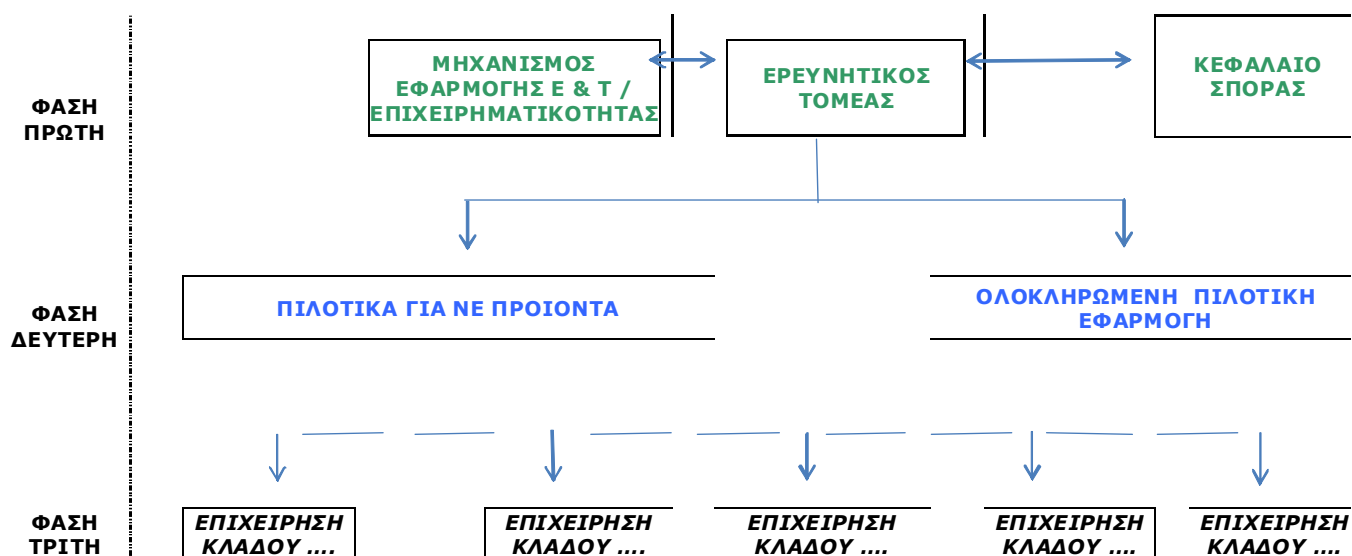 ΦΑΣΗ
ΠΡΩΤΗ
ΜΗΧΑΝΙΣΜΟΣ
ΕΦΑΡΜΟΓΗΣ Ε & Τ /
ΕΠΙΧΕΙΡΗΜΑΤΙΚΟΤΗΤΑΣ
ΕΡΕΥΝΗΤΙΚΟΣ
ΤΟΜΕΑΣ
ΚΕΦΑΛΑΙΟ
ΣΠΟΡΑΣ
ΦΑΣΗ
ΔΕΥΤΕΡΗ
ΠΙΛΟΤΙΚΑ ΓΙΑ ΝΕ ΠΡΟΙΟΝΤΑ
ΟΛΟΚΛΗΡΩΜΕΝΗ ΠΙΛΟΤΙΚΗ
ΕΦΑΡΜΟΓΗ
ΦΑΣΗ
ΤΡΙΤΗ
ΕΠΙΧΕΙΡΗΣΗ
ΚΛΑΔΟΥ ....
ΕΠΙΧΕΙΡΗΣΗ
ΚΛΑΔΟΥ ....
ΕΠΙΧΕΙΡΗΣΗ
ΚΛΑΔΟΥ ....
ΕΠΙΧΕΙΡΗΣΗ
ΚΛΑΔΟΥ ....
ΕΠΙΧΕΙΡΗΣΗ
ΚΛΑΔΟΥ ....